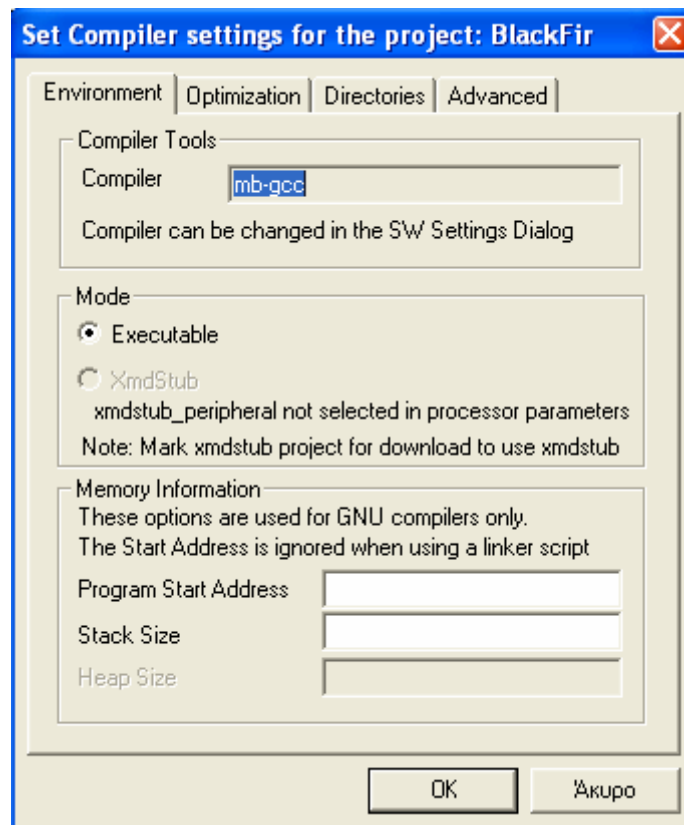 Set Compiler settings for the project: BlackFir
Environment
Optimization
Directories
Advanced
Compiler Tools
Compiler
mb-gcc
Compiler can be changed in the SW Settings Dialog
Mode
Executable
XmdStub
xmdstub_peripheral not selected in processor parameters
Note: Mark xmdstub project for download to use xmdstub
Memory Information
These options are used for GNU compilers only.
The Start Address is ignored when using a linker script
Program Start Address
Stack Size
Heap Size
OK
Άκυρο